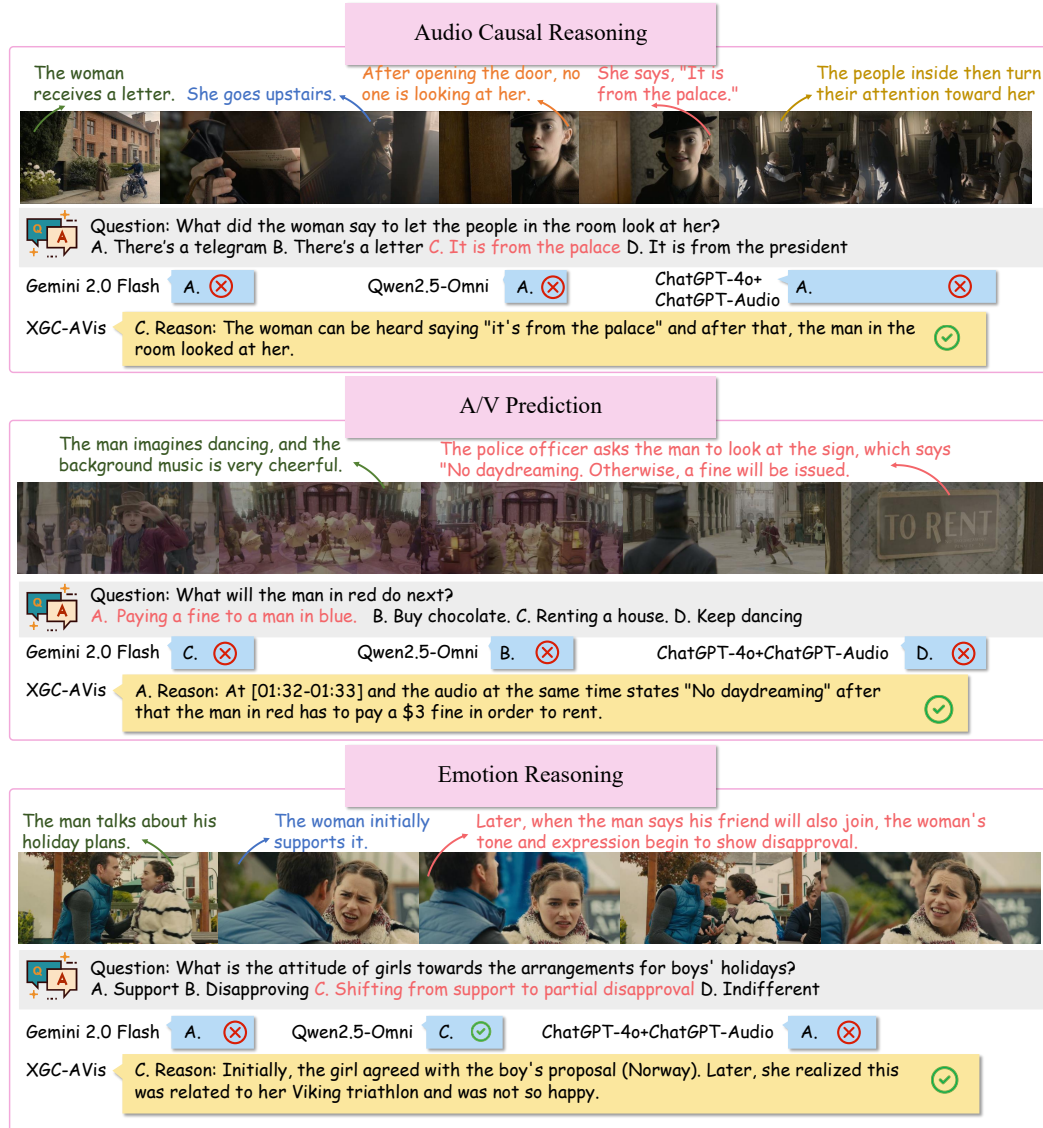 Audio Causal Reasoning
The woman
receives a letter.
She goes upstairs.
After opening the door, no
one is looking at her.
She says, "It is
from the palace."
The people inside then turn
their attention toward her
Q
A
Question: What did the woman say to let the people in the room look at her?
A. There's a telegram B. There's a letter C. It is from the palace D. It is from the president
Gemini 2.0 Flash
A.
Qwen2.5-Omni
A.
ChatGPT-4o+
ChatGPT-Audio
A.
XGC-AVis
C. Reason: The woman can be heard saying "it's from the palace" and after that, the man in the
room looked at her.
A/V Prediction
The man imagines dancing, and the
background music is very cheerful.
The police officer asks the man to look at the sign, which says
"No daydreaming. Otherwise, a fine will be issued.
TO RENT
Q
A
Question: What will the man in red do next?
A. Paying a fine to a man in blue. B. Buy chocolate. C. Renting a house. D. Keep dancing
Gemini 2.0 Flash
C.
Qwen2.5-Omni
B.
ChatGPT-4o+ChatGPT-Audio
D.
XGC-AVis
A. Reason: At [01:32-01:33] and the audio at the same time states "No daydreaming" after
that the man in red has to pay a $3 fine in order to rent.
Emotion Reasoning
The man talks about his
holiday plans.
The woman initially
supports it.
Later, when the man says his friend will also join, the woman's
tone and expression begin to show disapproval.
Q
A
Question: What is the attitude of girls towards the arrangements for boys' holidays?
A. Support B. Disapproving C. Shifting from support to partial disapproval D. Indifferent
Gemini 2.0 Flash
A.
Qwen2.5-Omni
C.
ChatGPT-4o+ChatGPT-Audio
A.
XGC-AVis
C. Reason: Initially, the girl agreed with the boy's proposal (Norway). Later, she realized this
was related to her Viking triathlon and was not so happy.